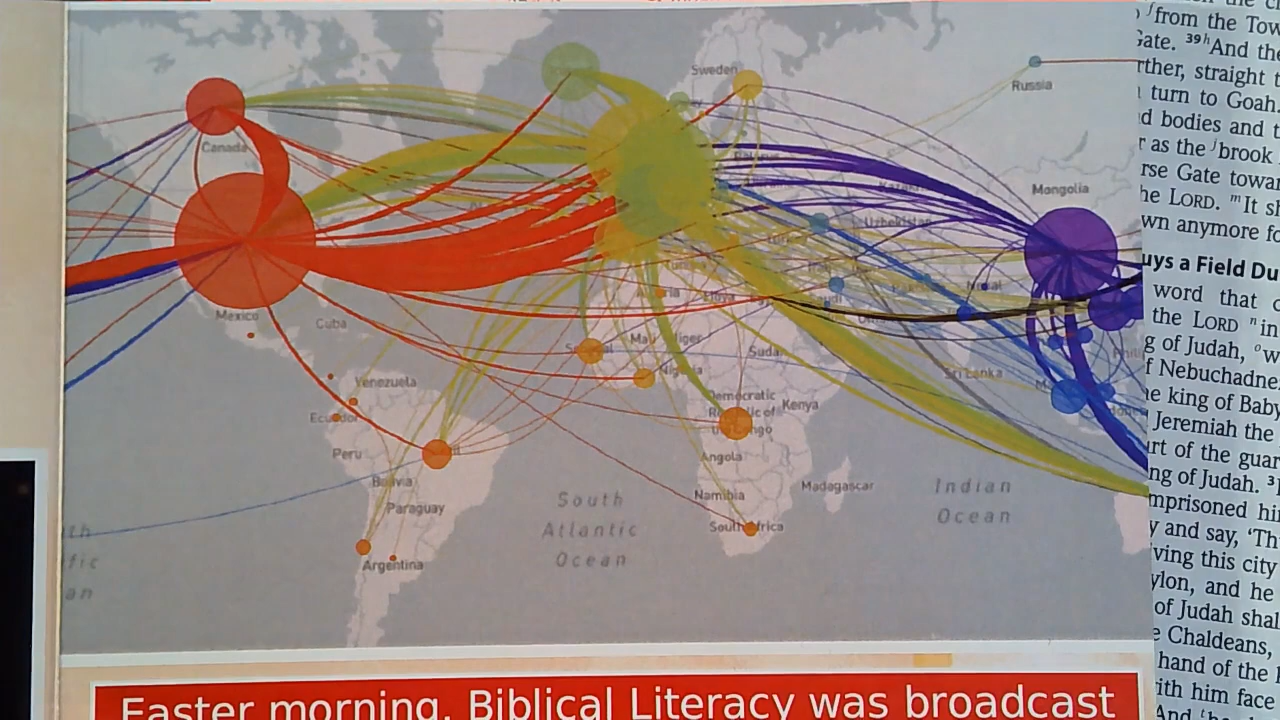 Sweden
Russia
Canada
Mongolia
Uzbekistan
Mexico
Cuba
Venezuela
Ecuador
Peru
Bolivia
Paraguay
Argentina
Mali
Niger
Nigeria
Democratic
Kenya
Angola
Namibia
South Africa
Madagascar
Sri Lanka
Nepal
South
Atlantic
Ocean
Indian
Ocean
Easter morning, Biblical Literacy was broadcast
from the Tow
Gate. 39 h And the
rther, straight t
turn to Goah.
d bodies and t
r as the j brook
rse Gate towar
he LORD. m It sh
wn anymore fo
uys a Field Du
word that c
the LORD n in
g of Judah, o w
f Nebuchadne
e king of Baby
Jeremiah the
rt of the guar
ng of Judah. 3
mprisoned hi
y and say, ‘Th
ving this city
ylon, and he
of Judah shal
e Chaldeans,
hand of the
ith him face